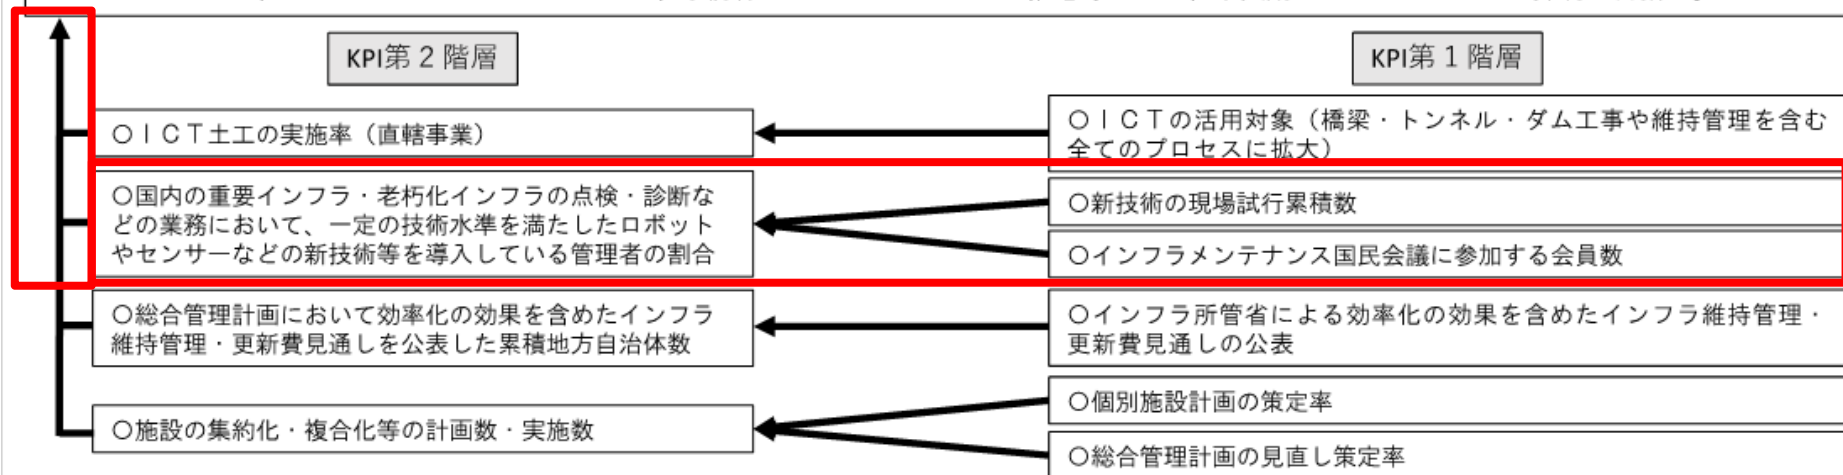 KPI第２階層
KPI第１階層
〇ＩＣＴ土工の実施率（直轄事業）
〇ＩＣＴの活用対象（橋梁・トンネル・ダム工事や維持管理を含む
全てのプロセスに拡大）
〇国内の重要インフラ・老朽化インフラの点検・診断な
どの業務において、一定の技術水準を満たしたロボット
やセンサーなどの新技術等を導入している管理者の割合
〇新技術の現場試行累積数
〇インフラメンテナンス国民会議に参加する会員数
〇総合管理計画において効率化の効果を含めたインフラ
維持管理・更新費見通しを公表した累積地方自治体数
〇インフラ所管省による効率化の効果を含めたインフラ維持管理・
更新費見通しの公表
〇施設の集約化・複合化等の計画数・実施数
〇個別施設計画の策定率
〇総合管理計画の見直し策定率